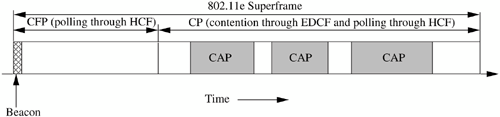 802.11e Superframe
CFP (polling through HCF)
CP (contention through EDCF and polling through HCF)
CAP
CAP
CAP
Time
Beacon